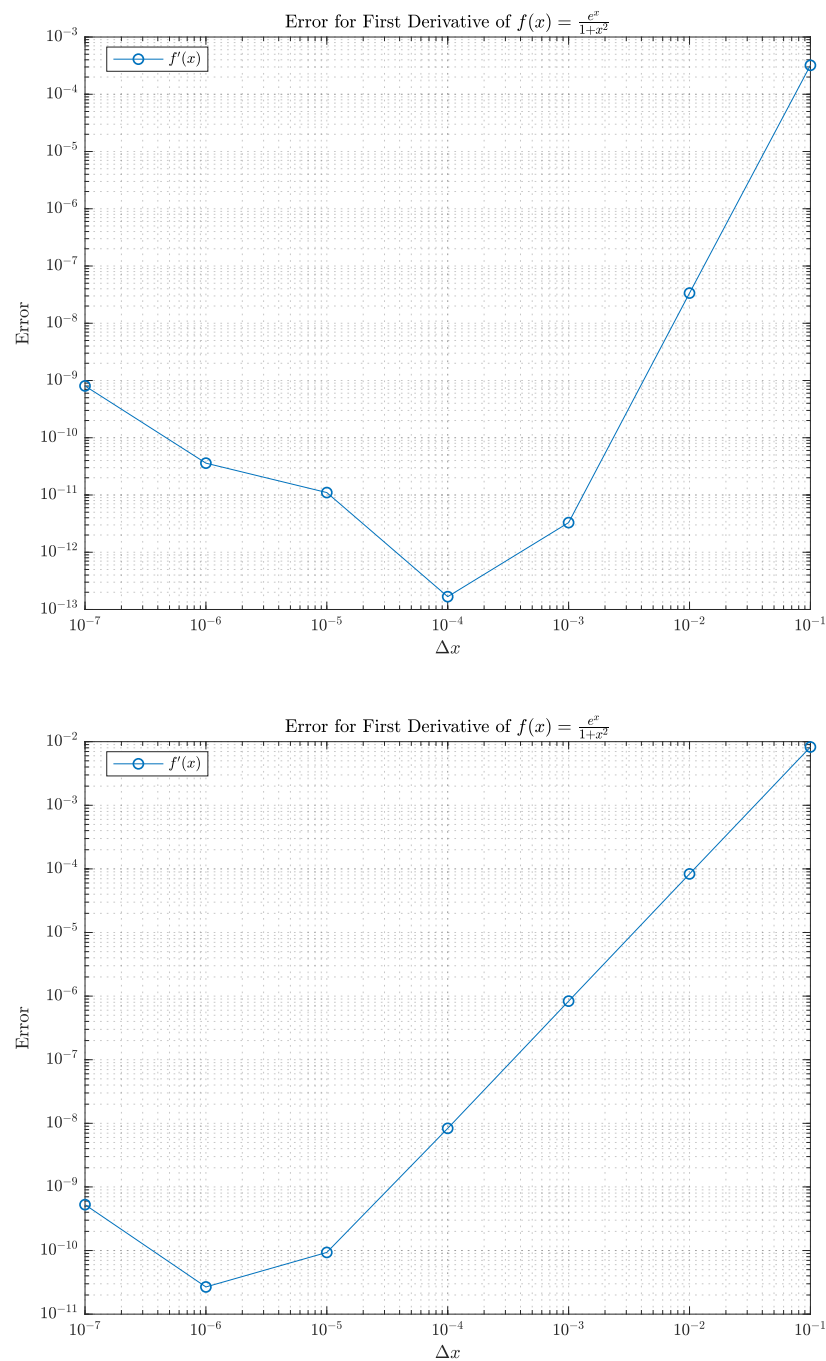 Error for First Derivative of $f(x) = \frac{e^x}{1+x^2}$
$f'(x)$
Error
$10^{-3}$
$10^{-4}$
$10^{-5}$
$10^{-6}$
$10^{-7}$
$10^{-8}$
$10^{-9}$
$10^{-10}$
$10^{-11}$
$10^{-12}$
$10^{-13}$
$10^{-7}$ $10^{-6}$ $10^{-5}$ $10^{-4}$ $10^{-3}$ $10^{-2}$ $10^{-1}$
$\Delta x$
Error for First Derivative of $f(x) = \frac{e^x}{1+x^2}$
$f'(x)$
Error
$10^{-2}$
$10^{-3}$
$10^{-4}$
$10^{-5}$
$10^{-6}$
$10^{-7}$
$10^{-8}$
$10^{-9}$
$10^{-10}$
$10^{-11}$
$10^{-7}$ $10^{-6}$ $10^{-5}$ $10^{-4}$ $10^{-3}$ $10^{-2}$ $10^{-1}$
$\Delta x$